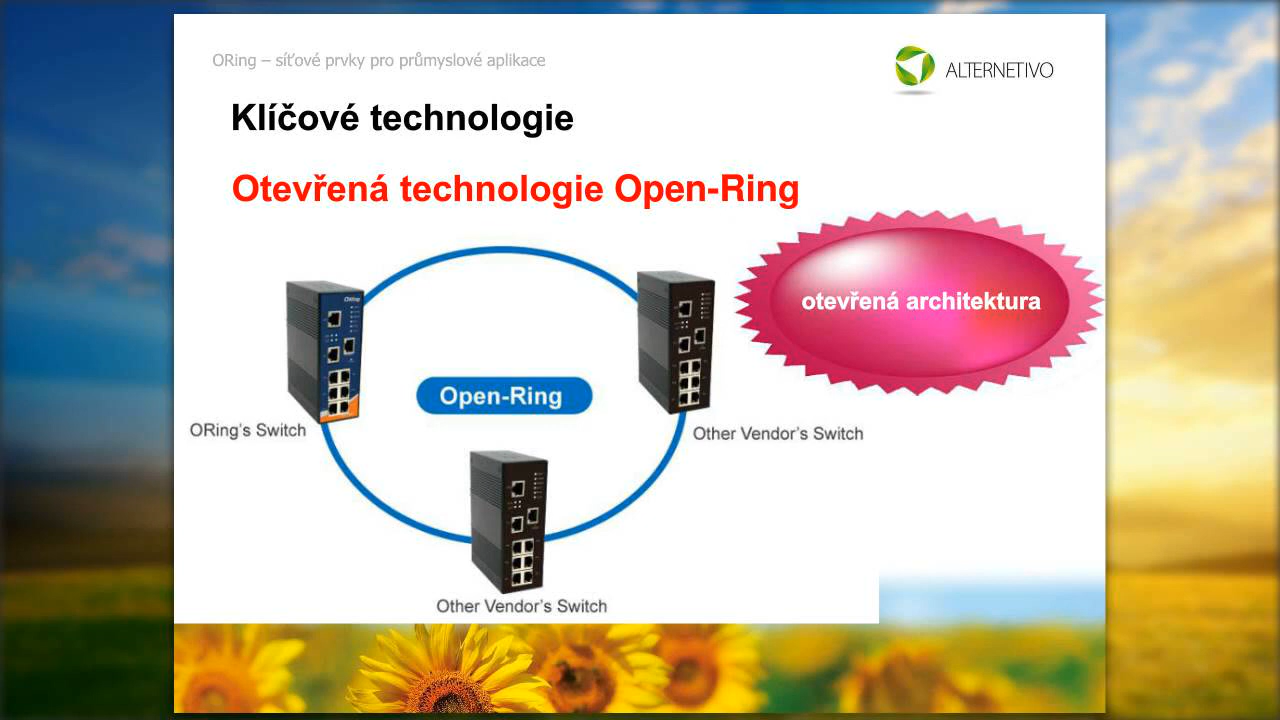 ORing – síťové prvky pro průmyslové aplikace
ALTERNETIVO
Klíčové technologie
Otevřená technologie Open-Ring
otevřená architektura
ORing
Open-Ring
ORing's Switch
Other Vendor's Switch
Other Vendor's Switch